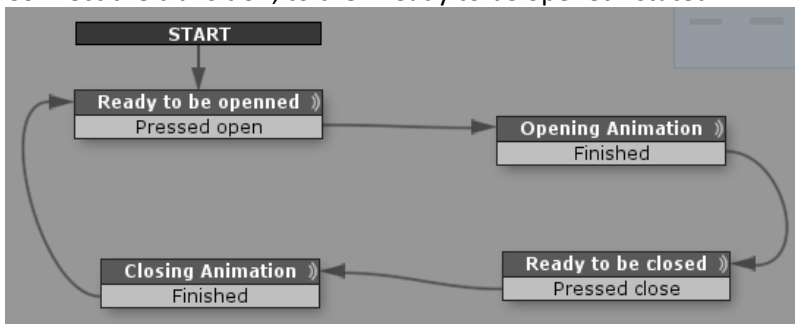 START
Ready to be openned
Pressed open
Opening Animation
Finished
Ready to be closed
Pressed close
Closing Animation
Finished